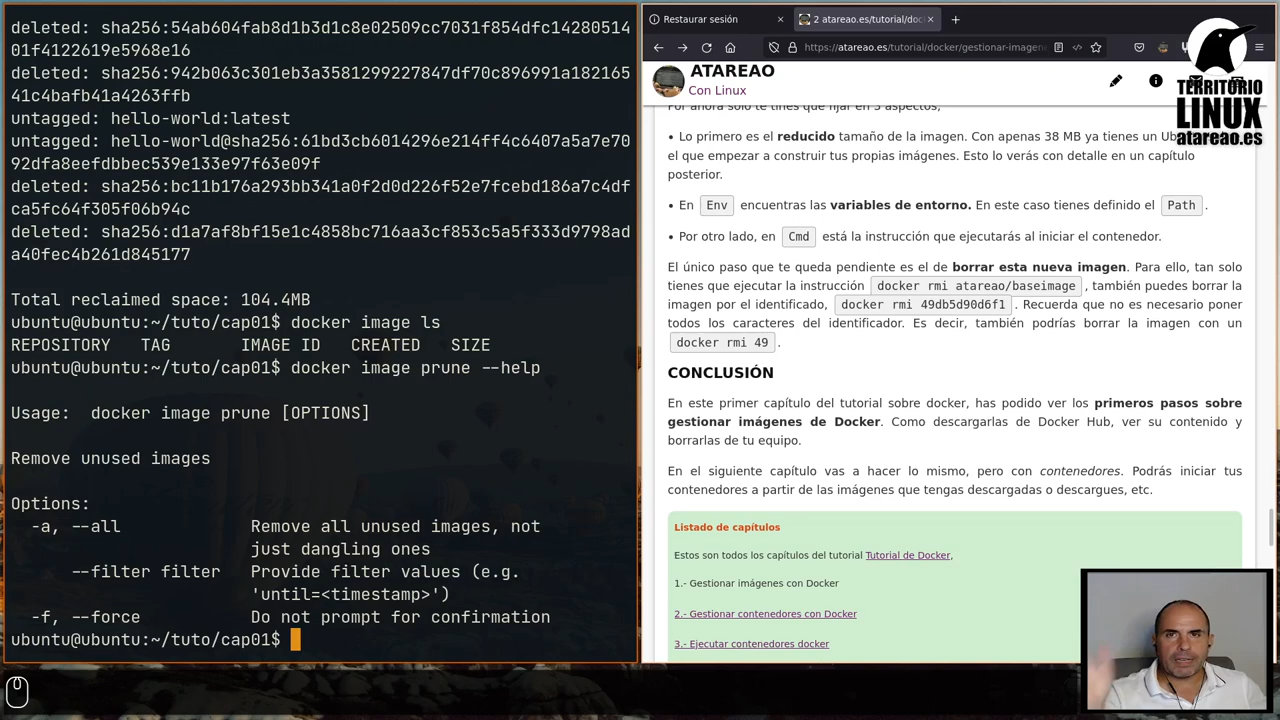 deleted: sha256:54ab604fab8d1b3d1c8e02509cc7031f854dfc14280514
01f4122619e5968e16
deleted: sha256:942b063c301eb3a3581299227847df70c896991a182165
41c4bafb41a4263ffb
untagged: hello-world:latest
untagged: hello-world@sha256:61bd3cb6014296e214ff4c6407a5a7e70
92dfa8eefdbbec539e133e97f63e09f
deleted: sha256:bc11b176a293bb341a0f2d0d226f52e7fcebd186a7c4df
ca5fc64f305f06b94c
deleted: sha256:d1a7af8bf15e1c4858bc716aa3cf853c5a5f333d9798ad
a40fec4b261d845177
Total reclaimed space: 104.4MB
ubuntu@ubuntu:~/tuto/cap01$ docker image ls
REPOSITORY TAG IMAGE ID CREATED SIZE
ubuntu@ubuntu:~/tuto/cap01$ docker image prune --help
Usage: docker image prune [OPTIONS]
Remove unused images
Options:
-a, --all Remove all unused images, not
just dangling ones
--filter filter Provide filter values (e.g.
'until=<timestamp>')
-f, --force Do not prompt for confirmation
ubuntu@ubuntu:~/tuto/cap01$
Restaurar sesión
2 atareao.es/tutorial/doc
https://atareao.es/tutorial/docker/gestionar-imagen
ATAREAO
Con Linux
TERRITORIO
LINUX
atareao.es
Por ahora solo te tines que fijar en 3 aspectos,
• Lo primero es el reducido tamaño de la imagen. Con apenas 38 MB ya tienes un Ub
el que empezar a construir tus propias imágenes. Esto lo verás con detalle en un capítulo
posterior.
• En Env encuentras las variables de entorno. En este caso tienes definido el Path .
• Por otro lado, en Cmd está la instrucción que ejecutarás al iniciar el contenedor.
El único paso que te queda pendiente es el de borrar esta nueva imagen. Para ello, tan solo
tienes que ejecutar la instrucción docker rmi atareao/baseimage , también puedes borrar la
imagen por el identificado, docker rmi 49db5d90d6f1 . Recuerda que no es necesario poner
todos los caracteres del identificador. Es decir, también podrías borrar la imagen con un
docker rmi 49 .
CONCLUSIÓN
En este primer capítulo del tutorial sobre docker, has podido ver los primeros pasos sobre
gestionar imágenes de Docker. Como descargarlas de Docker Hub, ver su contenido y
borrarlas de tu equipo.
En el siguiente capítulo vas a hacer lo mismo, pero con contenedores. Podrás iniciar tus
contenedores a partir de las imágenes que tengas descargadas o descargues, etc.
Listado de capítulos
Estos son todos los capítulos del tutorial Tutorial de Docker,
1.- Gestionar imágenes con Docker
2.- Gestionar contenedores con Docker
3.- Ejecutar contenedores docker